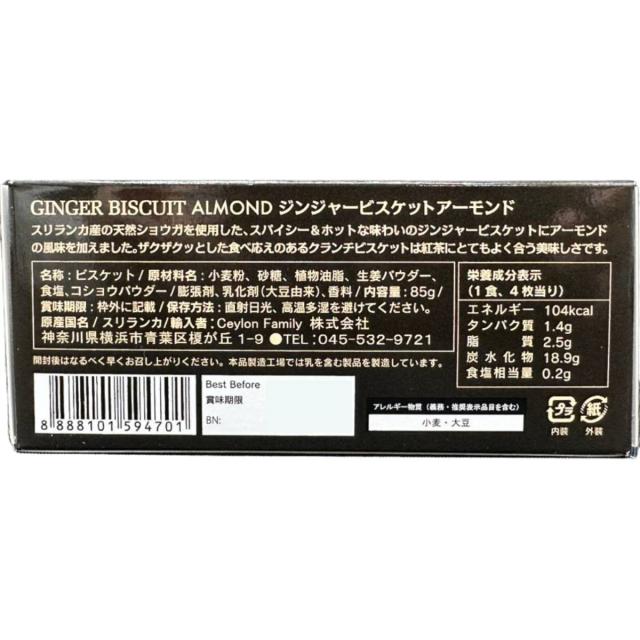 GINGER BISCUIT ALMOND ジンジャービスケットアーモンド
スリランカ産の天然ショウガを使用した、スパイシー＆ホットな味わいのジンジャービスケットにアーモンド
の風味を加えました。ザクザクッとした食べ応えのあるクランチビスケットは紅茶にとてもよく合う美味しさです。
名称：ビスケット / 原材料名：小麦粉、砂糖、植物油脂、生姜パウダー、
食塩、コショウパウダー / 膨張剤、乳化剤（大豆由来）、香料 / 内容量：85g /
賞味期限：枠外に記載 / 保存方法：直射日光、高温多湿を避けてください。
原産国名 / スリランカ/輸入者：Ceylon Family 株式会社
神奈川県横浜市青葉区榎が丘 1-9 ●TEL：045-532-9721
栄養成分表示
（1食、4枚当り）
エネルギー 104kcal
タンパク質 1.4g
脂質 2.5g
炭水化物 18.9g
食塩相当量 0.2g
開封後はなるべく早くお召し上がりください。本品製造工場では乳を含む製品を製造しています。
8 888101 594701
Best Before
賞味期限
BN:
アレルギー物質（義務・推奨表示品目を含む）
小麦・大豆
プラ
内装
紙
外装